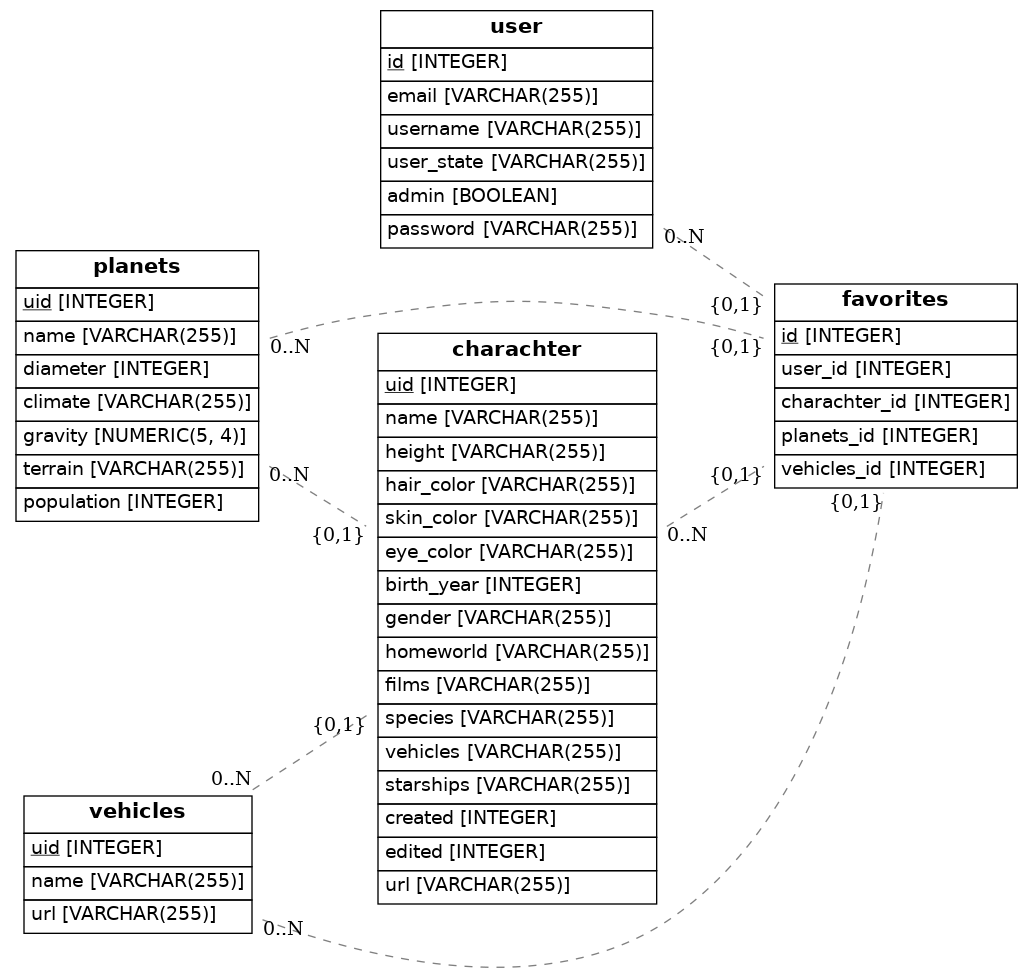 user
id [INTEGER]
email [VARCHAR(255)]
username [VARCHAR(255)]
user_state [VARCHAR(255)]
admin [BOOLEAN]
password [VARCHAR(255)]
0..N
{0,1}
planets
uid [INTEGER]
name [VARCHAR(255)]
diameter [INTEGER]
climate [VARCHAR(255)]
gravity [NUMERIC(5, 4)]
terrain [VARCHAR(255)]
population [INTEGER]
0..N
{0,1}
0..N
{0,1}
favorites
id [INTEGER]
user_id [INTEGER]
charachter_id [INTEGER]
planets_id [INTEGER]
vehicles_id [INTEGER]
{0,1}
0..N
{0,1}
charachter
uid [INTEGER]
name [VARCHAR(255)]
height [VARCHAR(255)]
hair_color [VARCHAR(255)]
skin_color [VARCHAR(255)]
eye_color [VARCHAR(255)]
birth_year [INTEGER]
gender [VARCHAR(255)]
homeworld [VARCHAR(255)]
films [VARCHAR(255)]
species [VARCHAR(255)]
vehicles [VARCHAR(255)]
starships [VARCHAR(255)]
created [INTEGER]
edited [INTEGER]
url [VARCHAR(255)]
{0,1}
0..N
vehicles
uid [INTEGER]
name [VARCHAR(255)]
url [VARCHAR(255)]
0..N